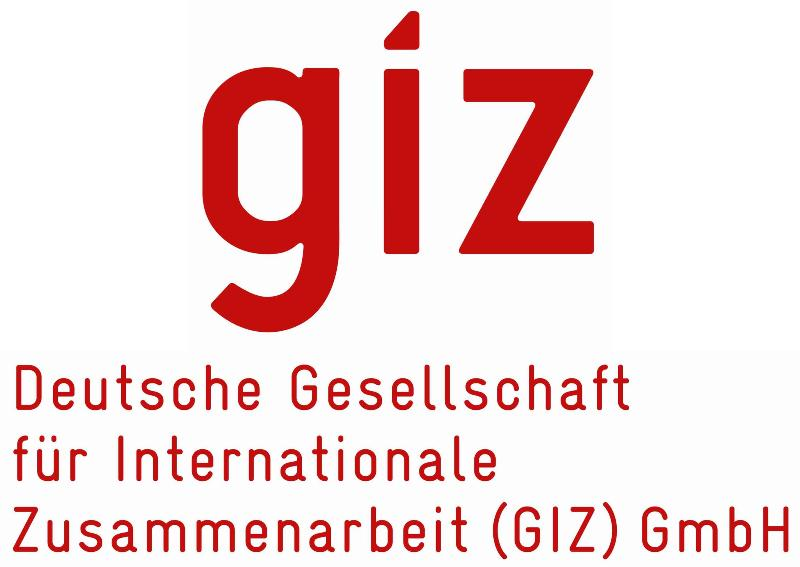 giz
Deutsche Gesellschaft
für Internationale
Zusammenarbeit (GIZ) GmbH